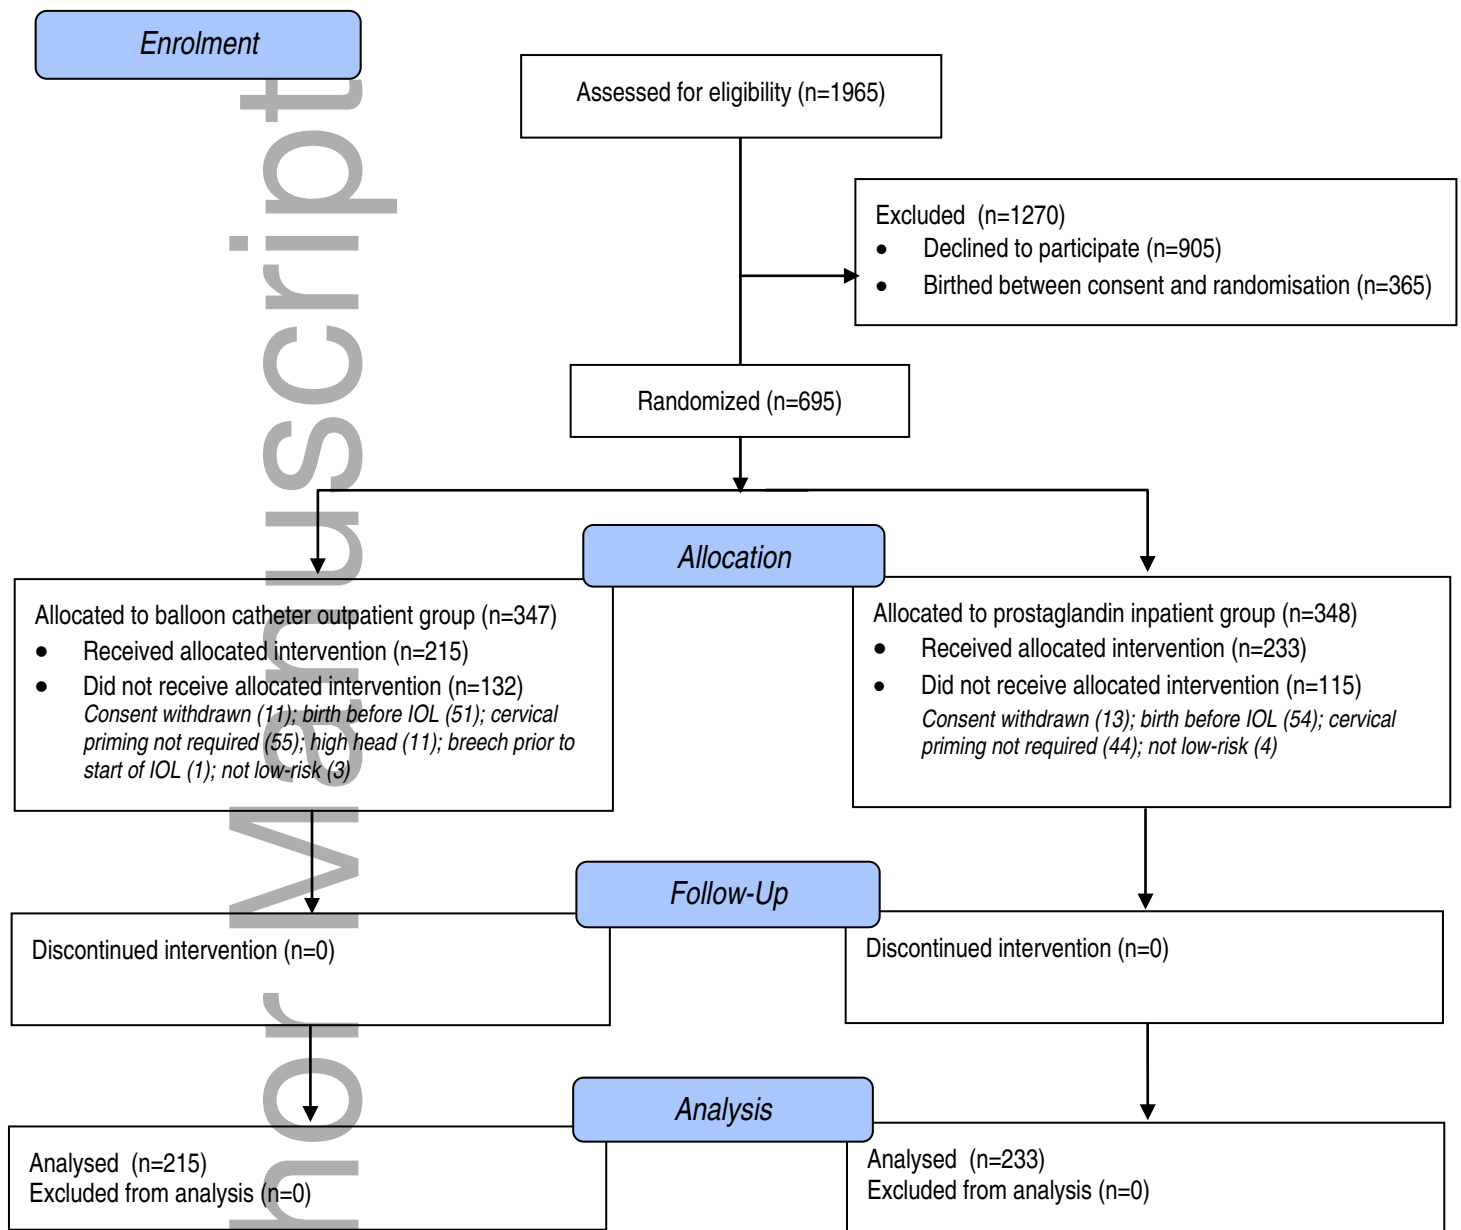 Enrolment
Assessed for eligibility (n=1965)
Excluded  (n=1270)
• Declined to participate (n=905)
• Birthed between consent and randomisation (n=365)
Randomized (n=695)
Allocation
Allocated to balloon catheter outpatient group (n=347)
• Received allocated intervention (n=215)
• Did not receive allocated intervention (n=132)
Consent withdrawn (11); birth before IOL (51); cervical
priming not required (55); high head (11); breech prior to
start of IOL (1); not low-risk (3)
Allocated to prostaglandin inpatient group (n=348)
• Received allocated intervention (n=233)
• Did not receive allocated intervention (n=115)
Consent withdrawn (13); birth before IOL (54); cervical
priming not required (44); not low-risk (4)
Follow-Up
Discontinued intervention (n=0)
Discontinued intervention (n=0)
Analysis
Analysed  (n=215)
Excluded from analysis (n=0)
Analysed  (n=233)
Excluded from analysis (n=0)
hor Manuscript